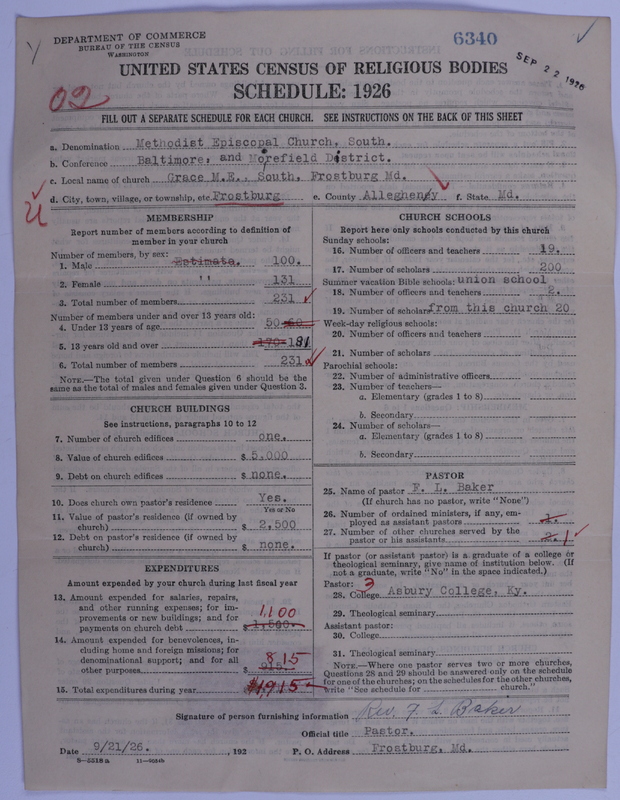 DEPARTMENT OF COMMERCE
BUREAU OF THE CENSUS
WASHINGTON
6340
SEP 22 1926
02
UNITED STATES CENSUS OF RELIGIOUS BODIES
SCHEDULE: 1926
FILL OUT A SEPARATE SCHEDULE FOR EACH CHURCH. SEE INSTRUCTIONS ON THE BACK OF THIS SHEET
a. Denomination Methodist Episcopal Church, South.
b. Conference Baltimore, and Morefield District.
c. Local name of church Grace M.E., South, Frostburg Md.
d. City, town, village, or township, etc. Frostburg e. County Allegheny f. State Md.
U
MEMBERSHIP
Report number of members according to definition of
member in your church
Number of members, by sex:
1. Male Estimate. 100.
2. Female " 131
3. Total number of members 231 ✓
Number of members under and over 13 years old:
4. Under 13 years of age 50 60
5. 13 years old and over 170 181
6. Total number of members 231 ✓
NOTE.—The total given under Question 6 should be the
same as the total of males and females given under Question 3.
CHURCH BUILDINGS
See instructions, paragraphs 10 to 12
7. Number of church edifices one.
8. Value of church edifices $ 5,000
9. Debt on church edifices $ none.
10. Does church own pastor's residence Yes.
Yes or No
11. Value of pastor's residence (if owned by
church) $ 2,500
12. Debt on pastor's residence (if owned by
church) $ none.
EXPENDITURES
Amount expended by your church during last fiscal year
13. Amount expended for salaries, repairs,
and other running expenses; for im-
provements or new buildings; and for
payments on church debt 1,100
$ 1,500.
14. Amount expended for benevolences, in-
cluding home and foreign missions; for
denominational support; and for all
other purposes 815
$ 915.
15. Total expenditures during year $1,915
CHURCH SCHOOLS
Report here only schools conducted by this church
Sunday schools:
16. Number of officers and teachers 19.
17. Number of scholars 200
Summer vacation Bible schools: union school
18. Number of officers and teachers 2.
19. Number of scholars from this church 20
Week-day religious schools:
20. Number of officers and teachers
21. Number of scholars
Parochial schools:
22. Number of administrative officers
23. Number of teachers—
a. Elementary (grades 1 to 8)
b. Secondary
24. Number of scholars—
a. Elementary (grades 1 to 8)
b. Secondary
PASTOR
25. Name of pastor F. L. Baker
(If church has no pastor, write "None")
26. Number of ordained ministers, if any, em-
ployed as assistant pastors 1.
27. Number of other churches served by the
pastor or his assistants 2. 1 ✓
If pastor (or assistant pastor) is a graduate of a college or
theological seminary, give name of institution below. (If
not a graduate, write "No" in the space indicated.)
Pastor: 3
28. College Asbury College, Ky.
29. Theological seminary
Assistant pastor:
30. College
31. Theological seminary
NOTE.—Where one pastor serves two or more churches,
Questions 28 and 29 should be answered only on the schedule
for one of the churches; on the schedules for the other churches,
write "See schedule for church."
Signature of person furnishing information Rev. F. L. Baker
Official title Pastor.
Date 9/21/26. , 192 P. O. Address Frostburg, Md.
8—5518a 11—9034b